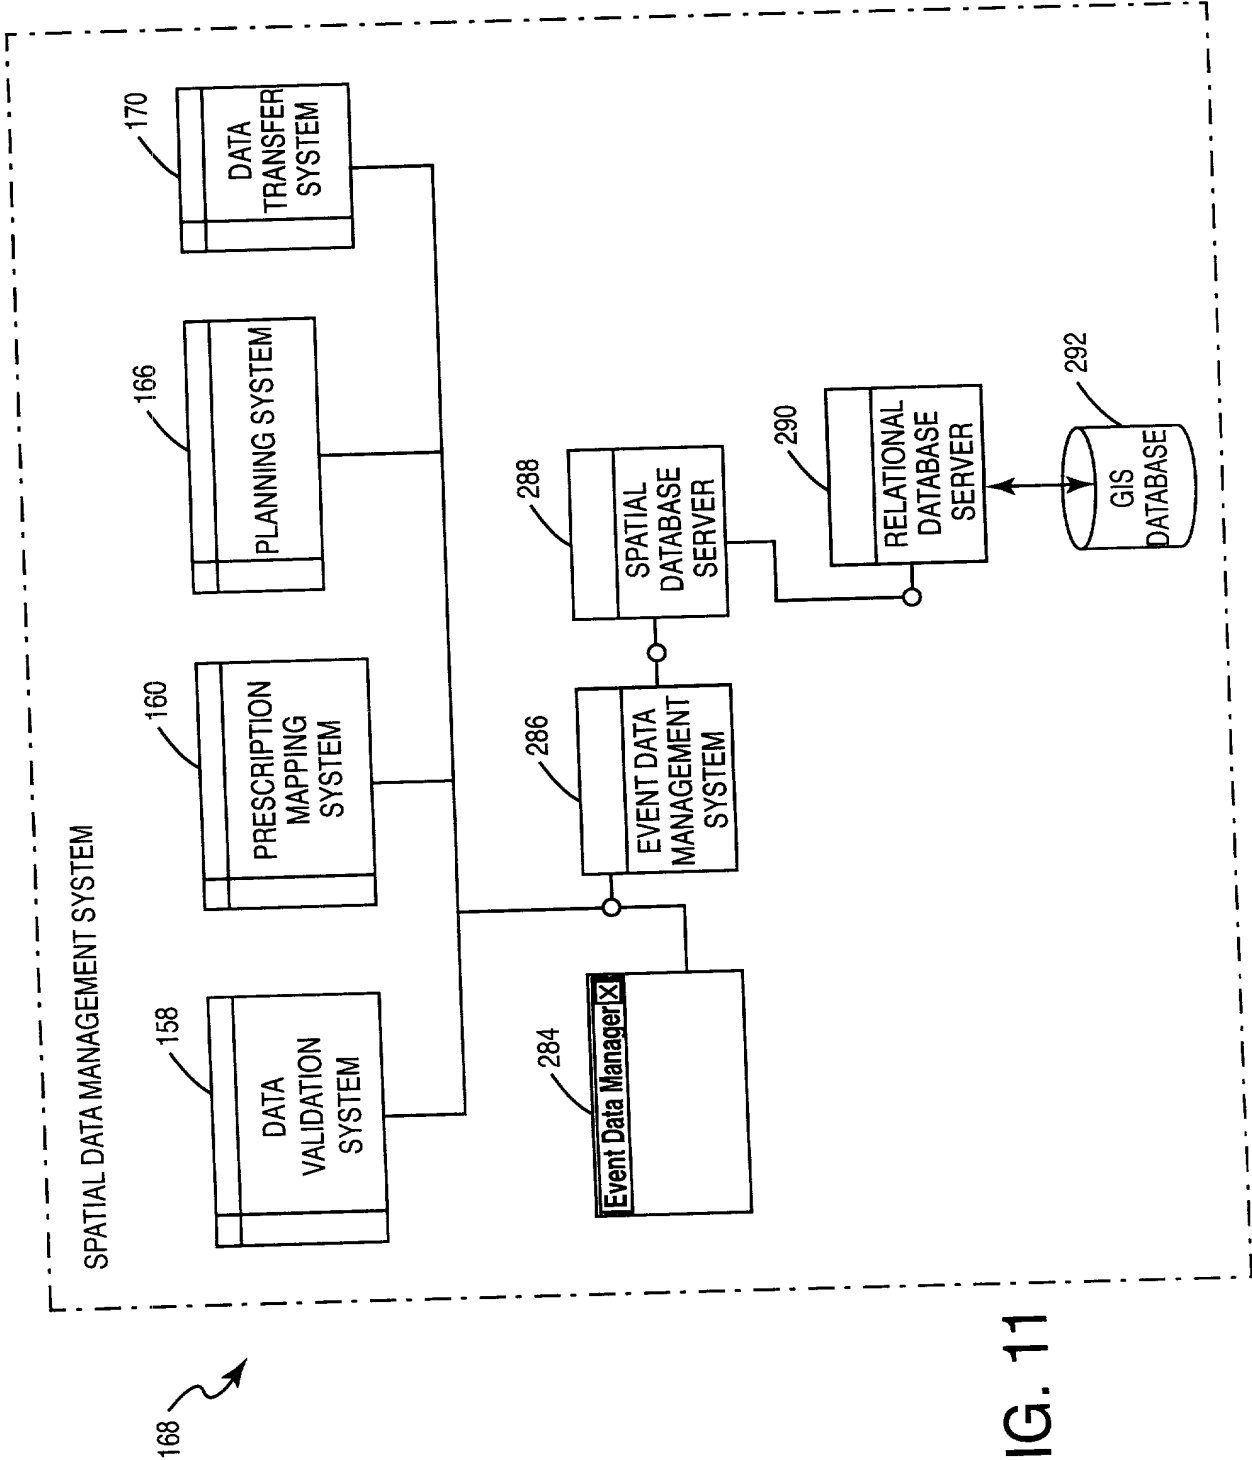 SPATIAL DATA MANAGEMENT SYSTEM
168
158
DATA
VALIDATION
SYSTEM
160
PRESCRIPTION
MAPPING
SYSTEM
166
PLANNING SYSTEM
170
DATA
TRANSFER
SYSTEM
284
Event Data Manager X
286
EVENT DATA
MANAGEMENT
SYSTEM
288
SPATIAL
DATABASE
SERVER
290
RELATIONAL
DATABASE
SERVER
292
GIS
DATABASE
IG. 11